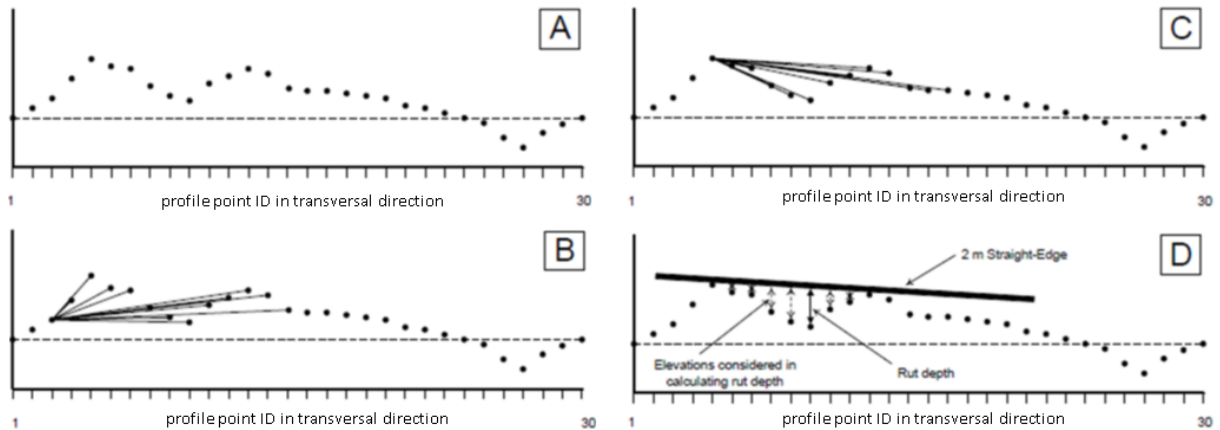 A
1
profile point ID in transversal direction
30
B
1
profile point ID in transversal direction
30
C
1
profile point ID in transversal direction
30
D
2 m Straight-Edge
Elevations considered in
calculating rut depth
Rut depth
1
profile point ID in transversal direction
30